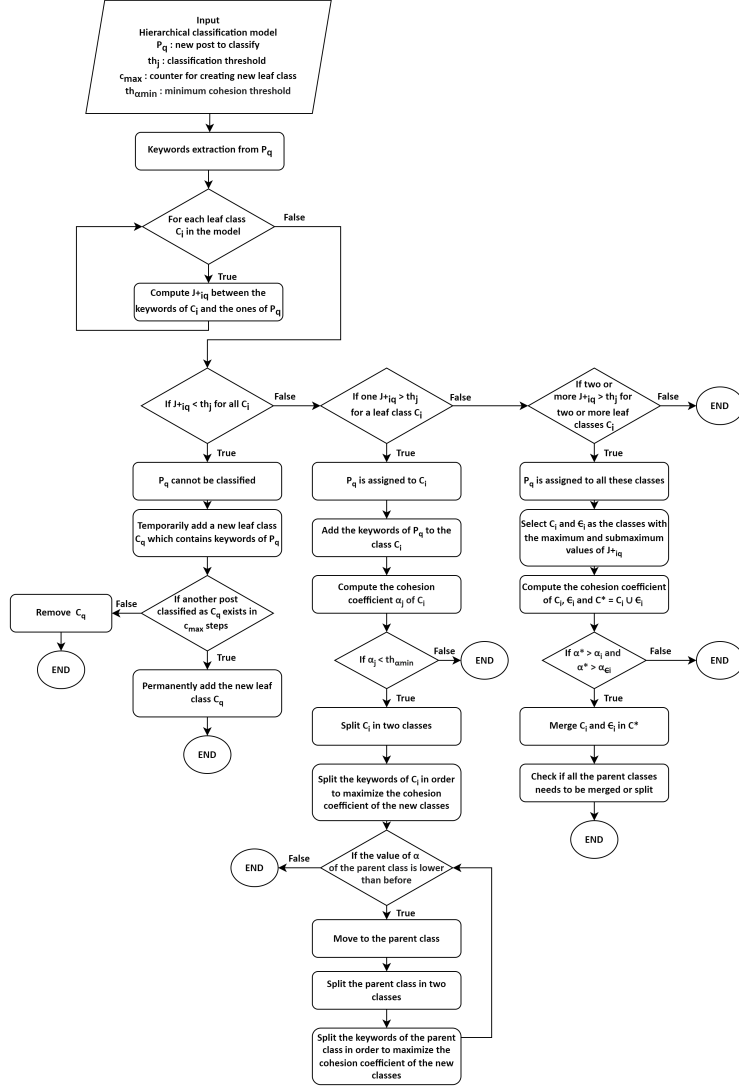 Input
Hierarchical classification model
Pq : new post to classify
thj : classification threshold
cmax : counter for creating new leaf class
thαmin : minimum cohesion threshold
Keywords extraction from Pq
For each leaf class
Ci in the model
False
True
Compute J+iq between the
keywords of Ci and the ones of Pq
If J+iq < thj for all Ci
False
If one J+iq > thj
for a leaf class Ci
False
If two or
more J+iq > thj for
two or more leaf
classes Ci
False
END
True
True
True
Pq cannot be classified
Temporarily add a new leaf class
Cq which contains keywords of Pq
If another post
classified as Cq exists in
cmax steps
False
Remove Cq
END
True
Permanently add the new leaf
class Cq
END
Pq is assigned to Ci
Add the keywords of Pq to the
class Ci
Compute the cohesion
coefficient αj of Ci
If αj < thαmin
False
END
True
Split Ci in two classes
Split the keywords of Ci in order
to maximize the cohesion
coefficient of the new classes
If the value of α
of the parent class is lower
than before
False
END
True
Move to the parent class
Split the parent class in two
classes
Split the keywords of the parent
class in order to maximize the
cohesion coefficient of the new
classes
Pq is assigned to all these classes
Select Ci and Єi as the classes with
the maximum and submaximum
values of J+iq
Compute the cohesion coefficient
of Ci, Єi and C* = Ci ∪ Єi
If α* > αi and
α* > αЄi
False
END
True
Merge Ci and Єi in C*
Check if all the parent classes
needs to be merged or split
END